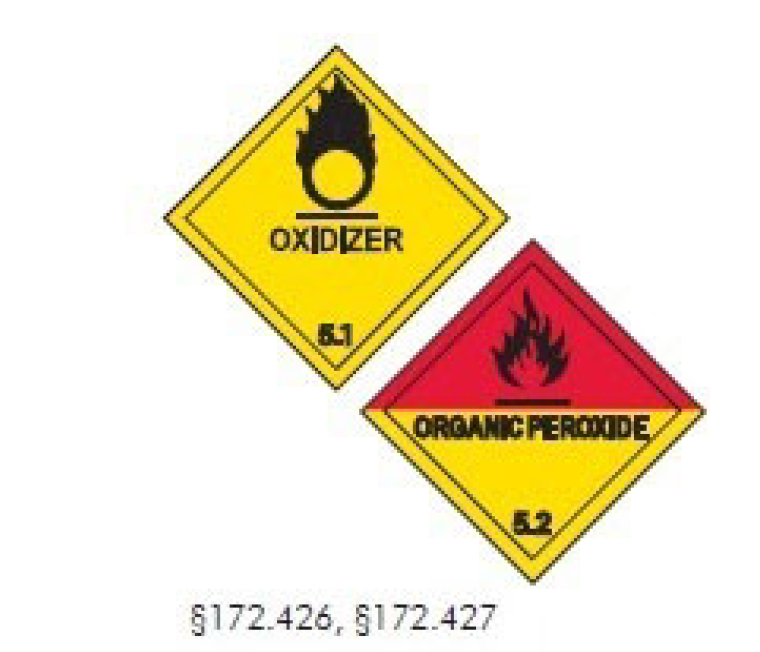 OXIDIZER
5.1
ORGANIC PEROXIDE
5.2
§172.426, §172.427